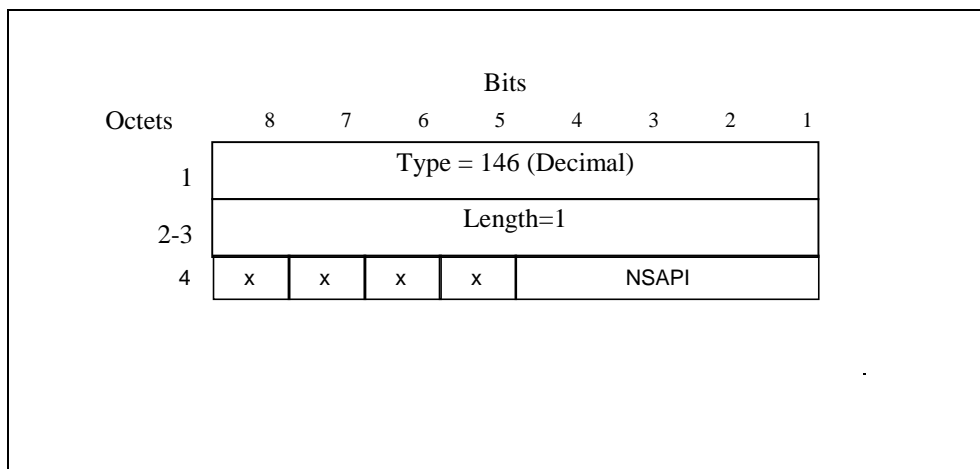 Bits
Octets 8 7 6 5 4 3 2 1
1 Type = 146 (Decimal)
2-3 Length=1
4 x x x x NSAPI
.